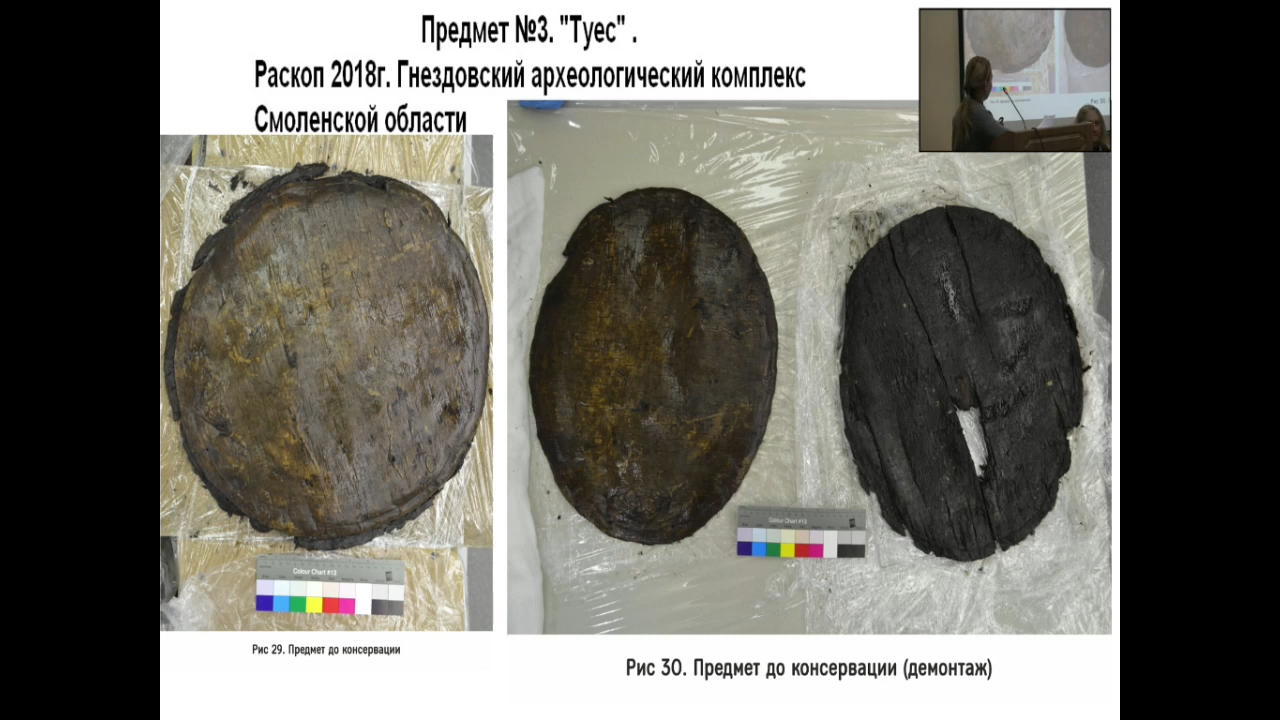 Предмет №3. "Туес" .
Раскоп 2018г. Гнездовский археологический комплекс
Смоленской области
Colour Chart #13
Colour Chart #13
Рис 29. Предмет до консервации
Рис 30. Предмет до консервации (демонтаж)